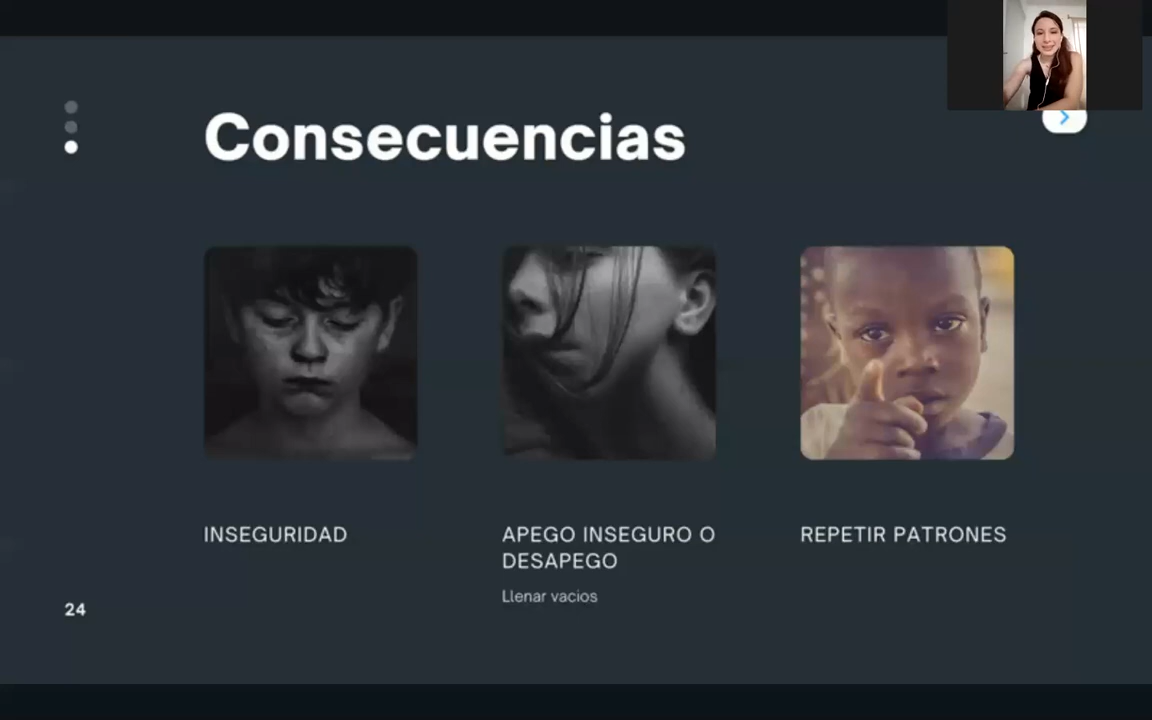 Consecuencias
INSEGURIDAD
APEGO INSEGURO O
DESAPEGO
Llenar vacios
REPETIR PATRONES
24